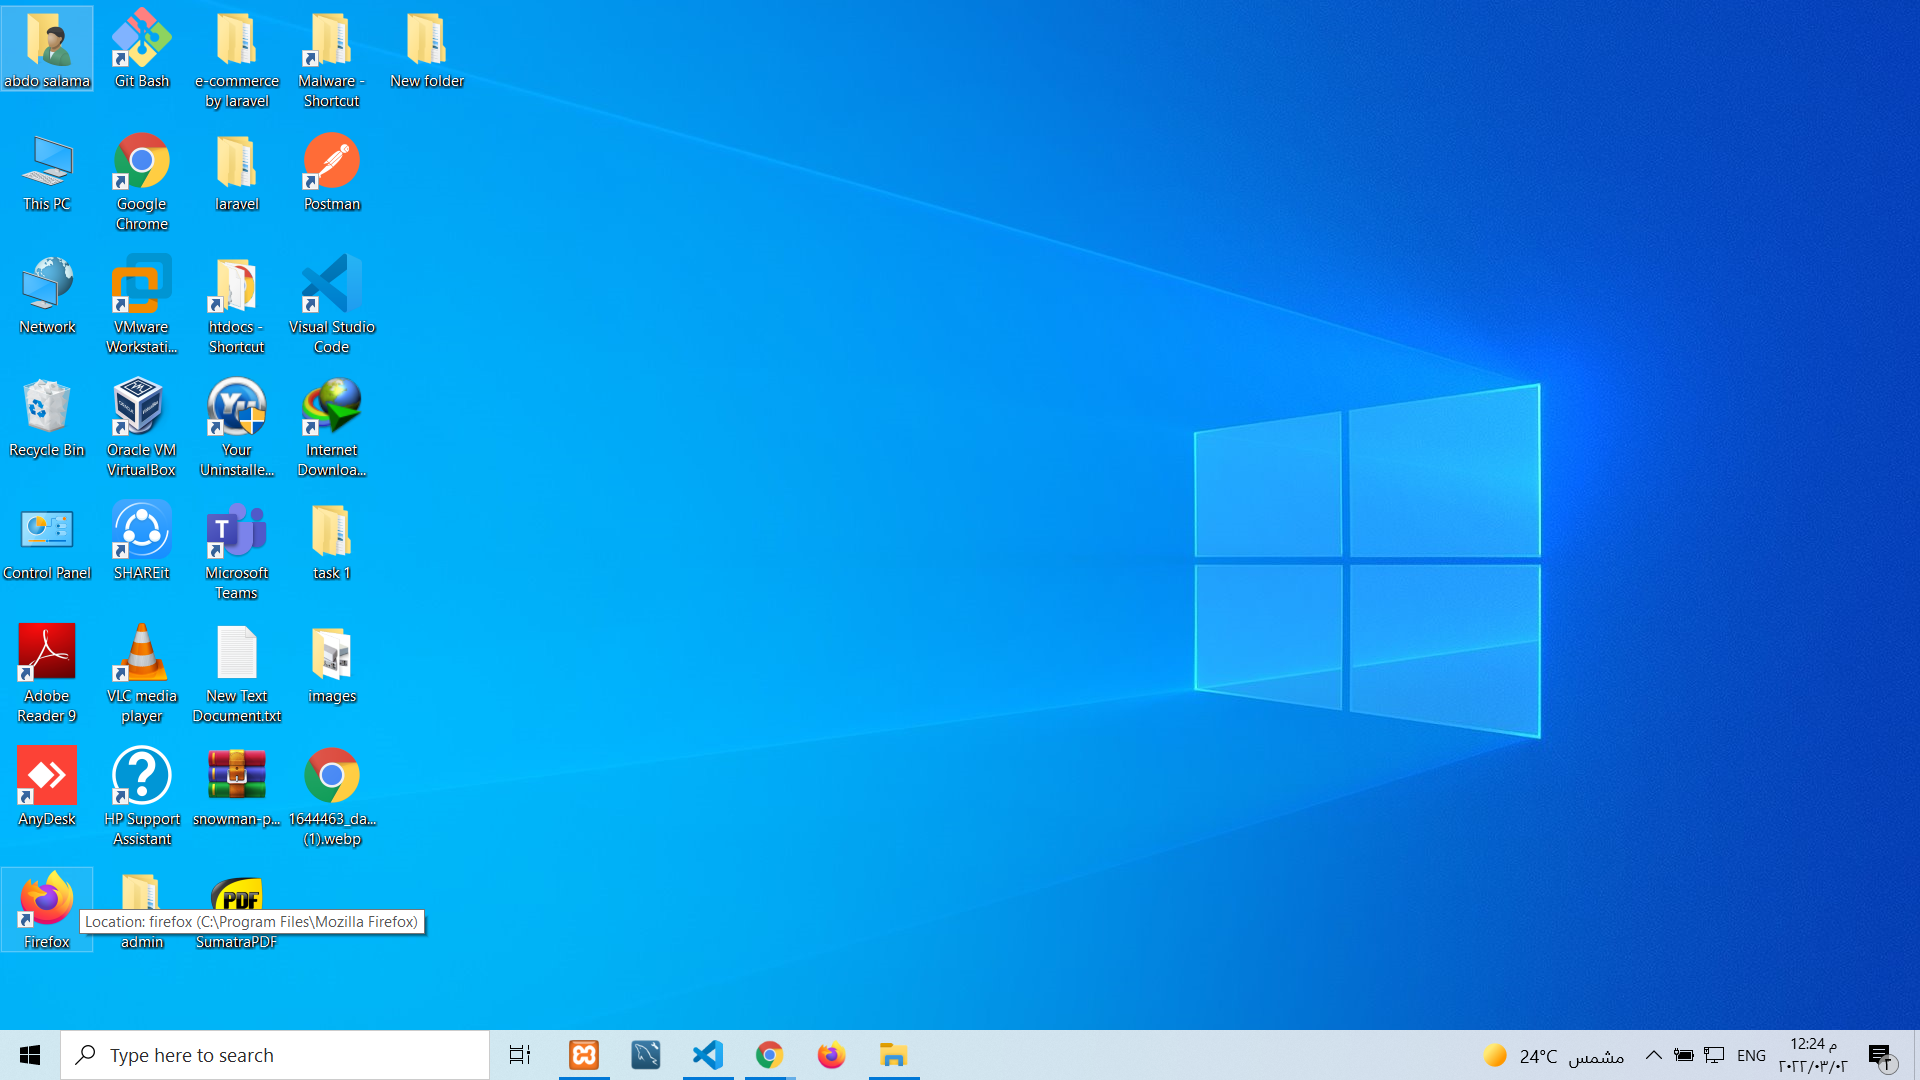 abdo salama
Git Bash
e-commerce
by laravel
Malware -
Shortcut
New folder
This PC
Google
Chrome
laravel
Postman
Network
VMware
Workstati...
htdocs -
Shortcut
Visual Studio
Code
Recycle Bin
Oracle VM
VirtualBox
Your
Uninstalle...
Internet
Downloa...
Control Panel
SHAREit
Microsoft
Teams
task 1
Adobe
Reader 9
VLC media
player
New Text
Document.txt
images
AnyDesk
HP Support
Assistant
snowman-p...
1644463_da...
(1).webp
PDF
Location: firefox (C:\Program Files\Mozilla Firefox)
Firefox
admin
SumatraPDF
Type here to search
24°C مشمس
ENG
12:24 م
٢٠٢٢/٠٣/٠٢
٢